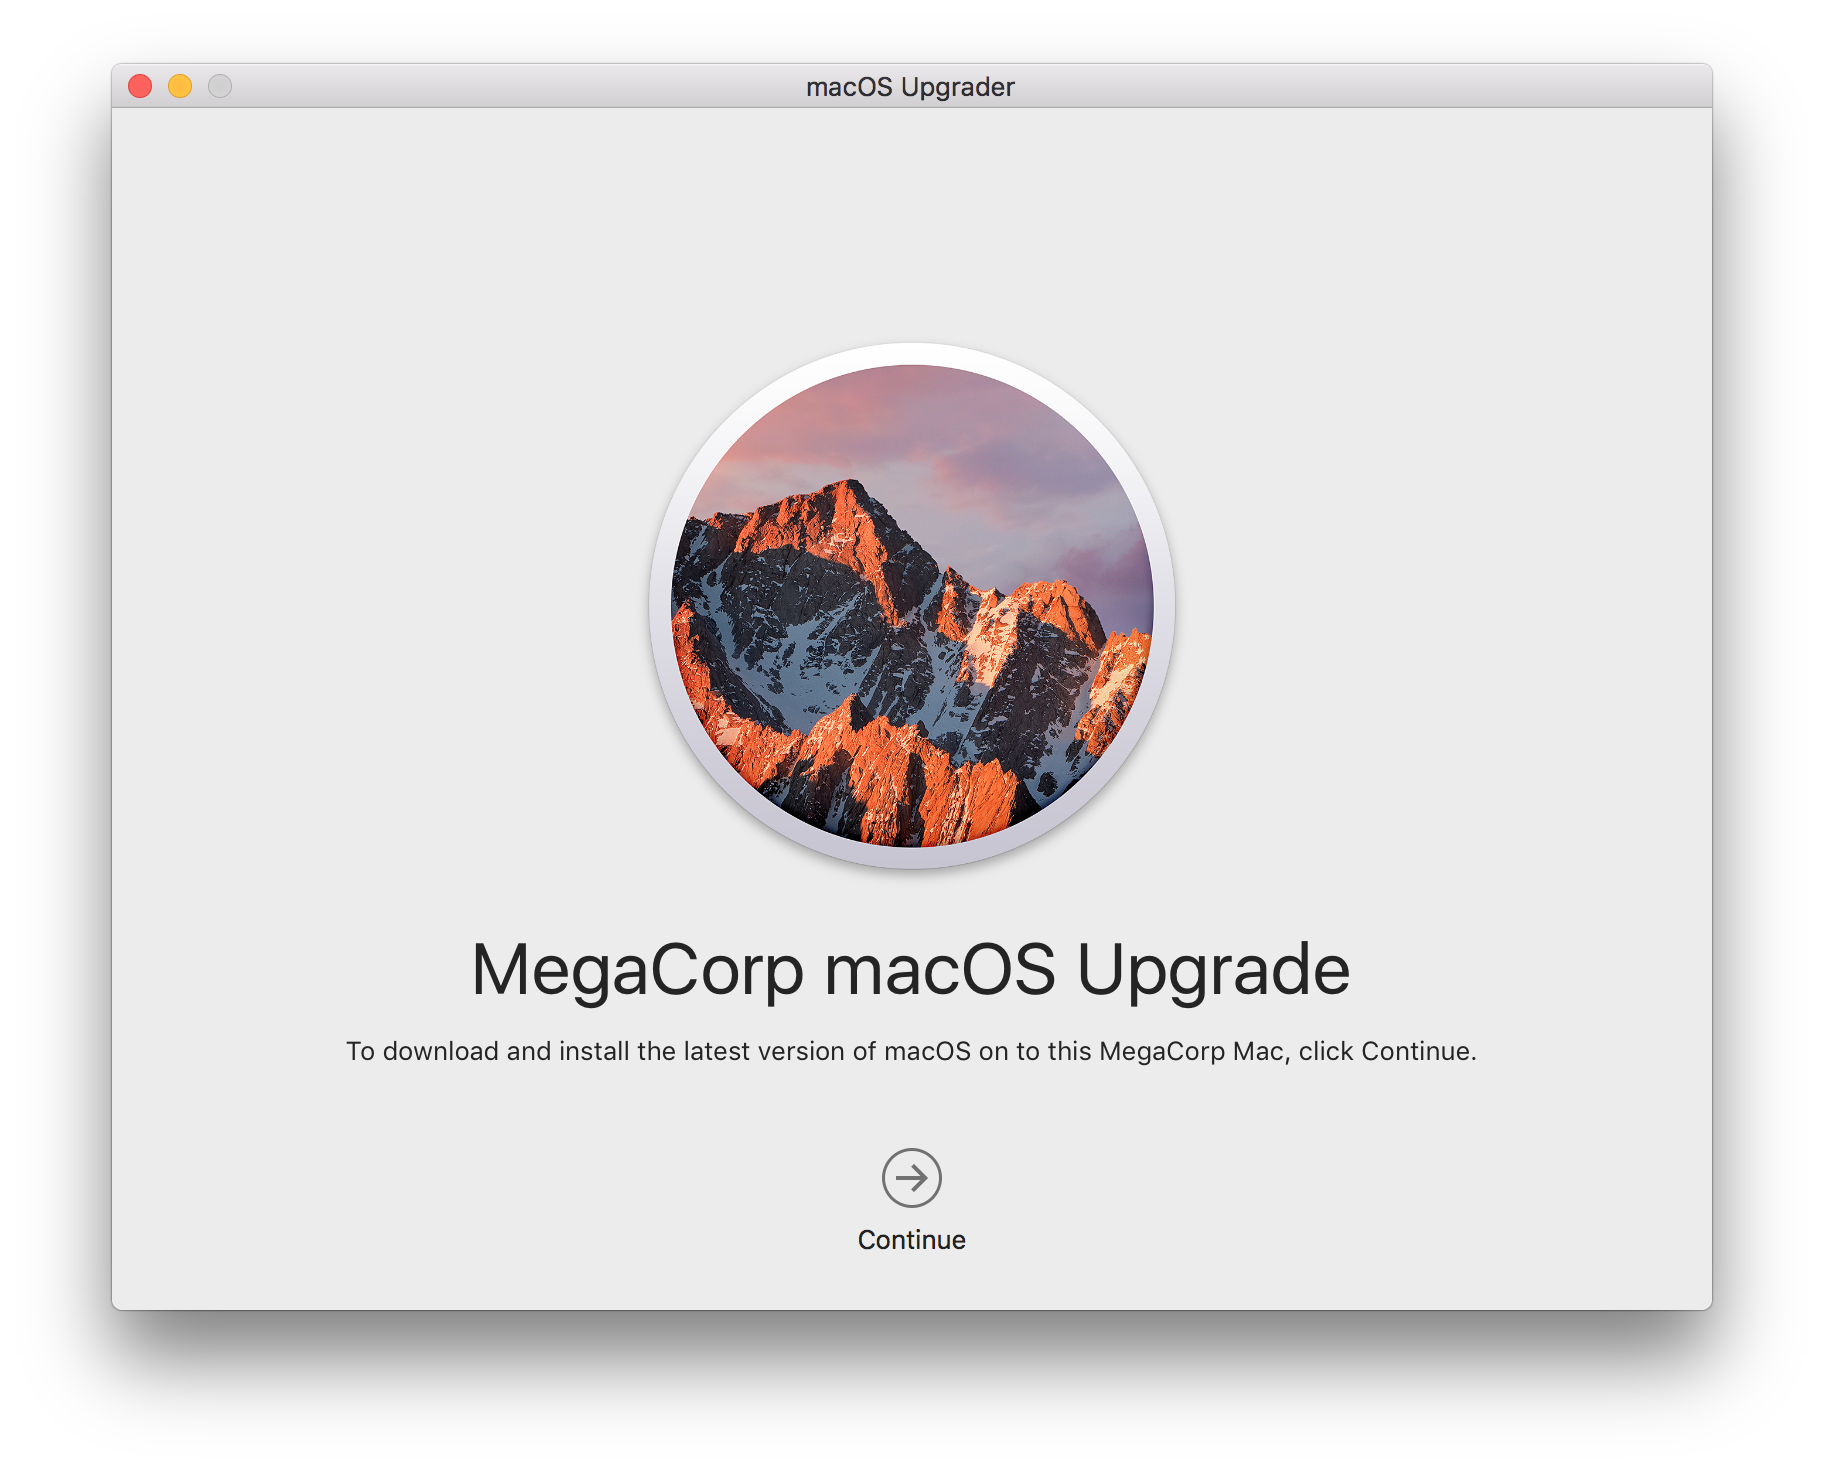 macOS Upgrader
MegaCorp macOS Upgrade
To download and install the latest version of macOS on to this MegaCorp Mac, click Continue.
Continue